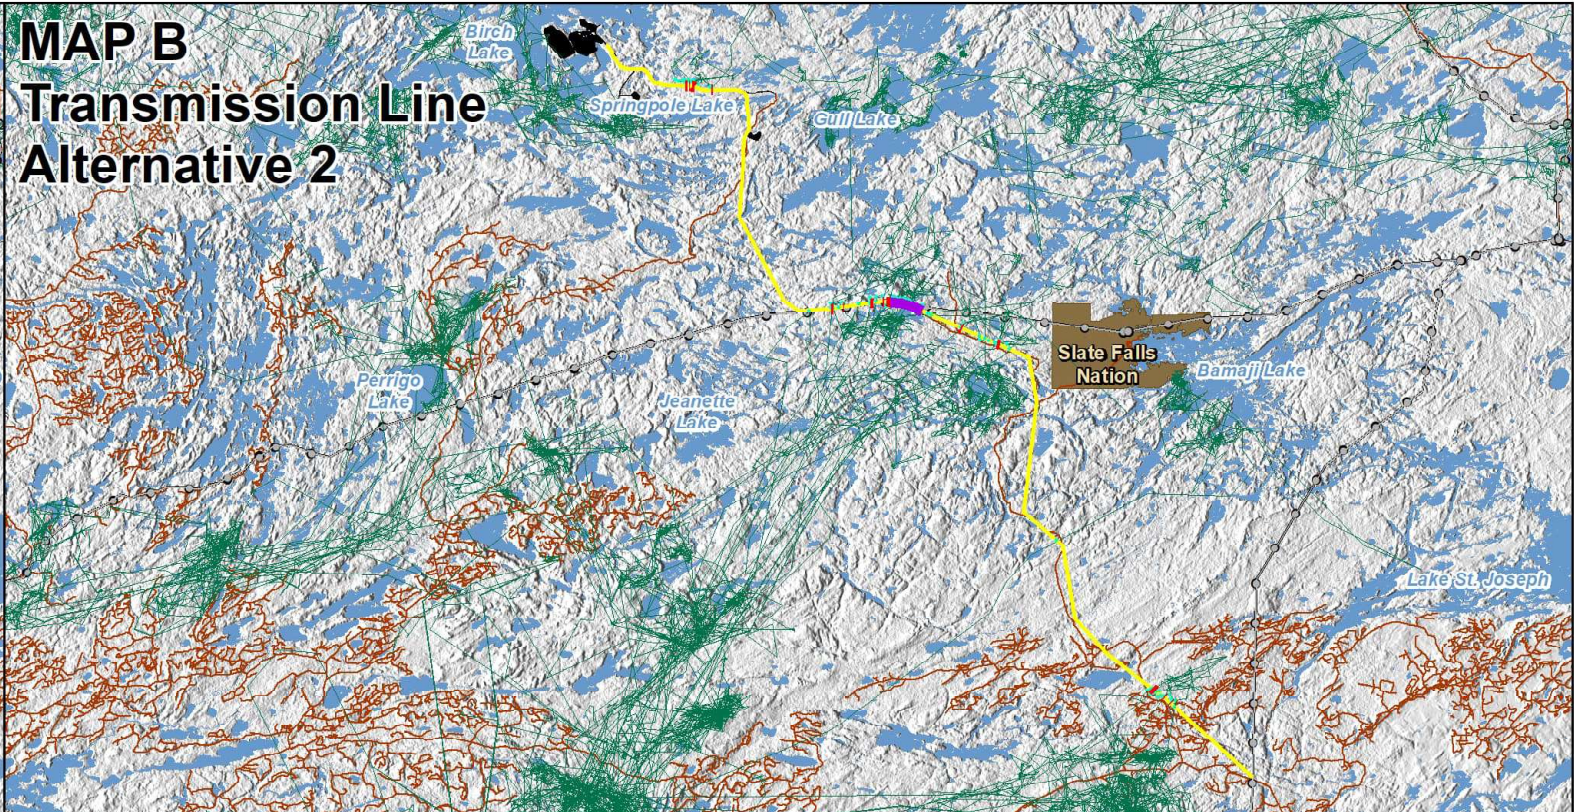 MAP B
Transmission Line
Alternative 2
Birch
Lake
Springpole Lake
Gull Lake
Slate Falls
Nation
Bamaji Lake
Perrigo
Lake
Jeanette
Lake
Lake St. Joseph